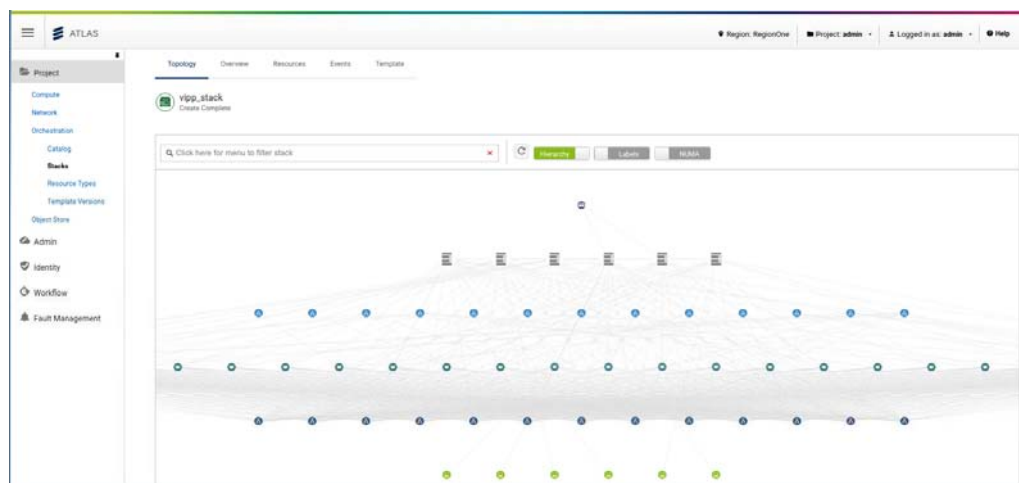 ATLAS
Region: RegionOne
Project: admin
Logged in as: admin
Help
Project
Compute
Network
Orchestration
Catalog
Stacks
Resource Types
Template Versions
Object Store
Admin
Identity
Workflow
Fault Management
Topology Overview Resources Events Template
vipp_stack
Create Complete
Click here for menu to filter stack
Hierarchy
Labels
NUMA